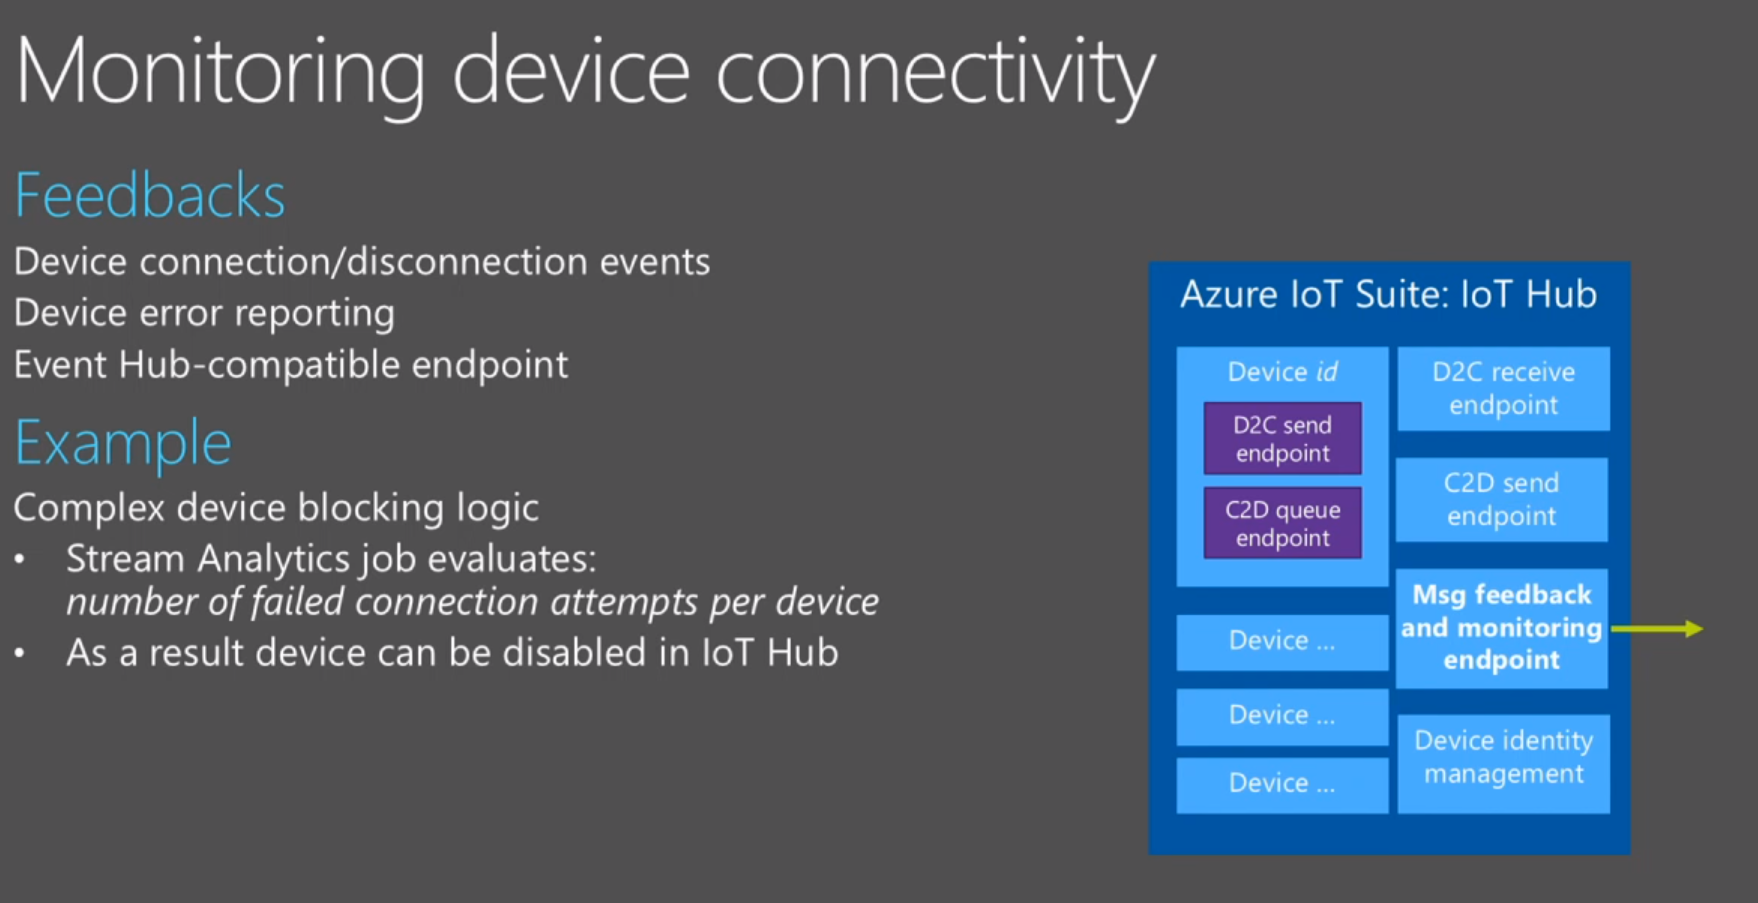 Monitoring device connectivity
Feedbacks
Device connection/disconnection events
Device error reporting
Event Hub-compatible endpoint
Example
Complex device blocking logic
• Stream Analytics job evaluates:
number of failed connection attempts per device
• As a result device can be disabled in IoT Hub
Azure IoT Suite: IoT Hub
Device id
D2C send
endpoint
C2D queue
endpoint
Device ...
Device ...
Device ...
D2C receive
endpoint
C2D send
endpoint
Msg feedback
and monitoring
endpoint
Device identity
management